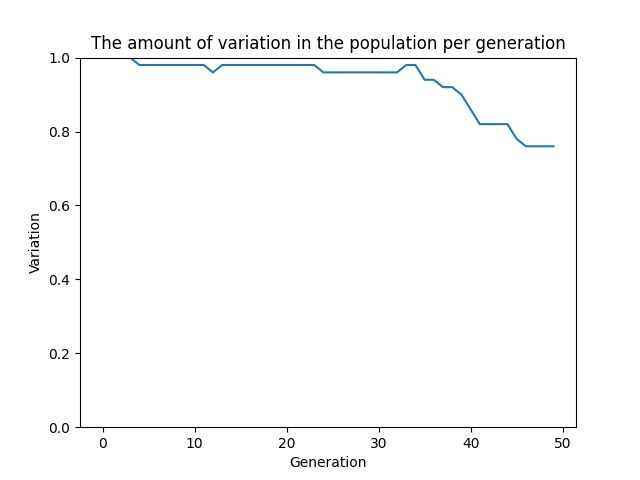 The amount of variation in the population per generation
1.0
0.8
0.6
0.4
0.2
0.0
Variation
0 10 20 30 40 50
Generation